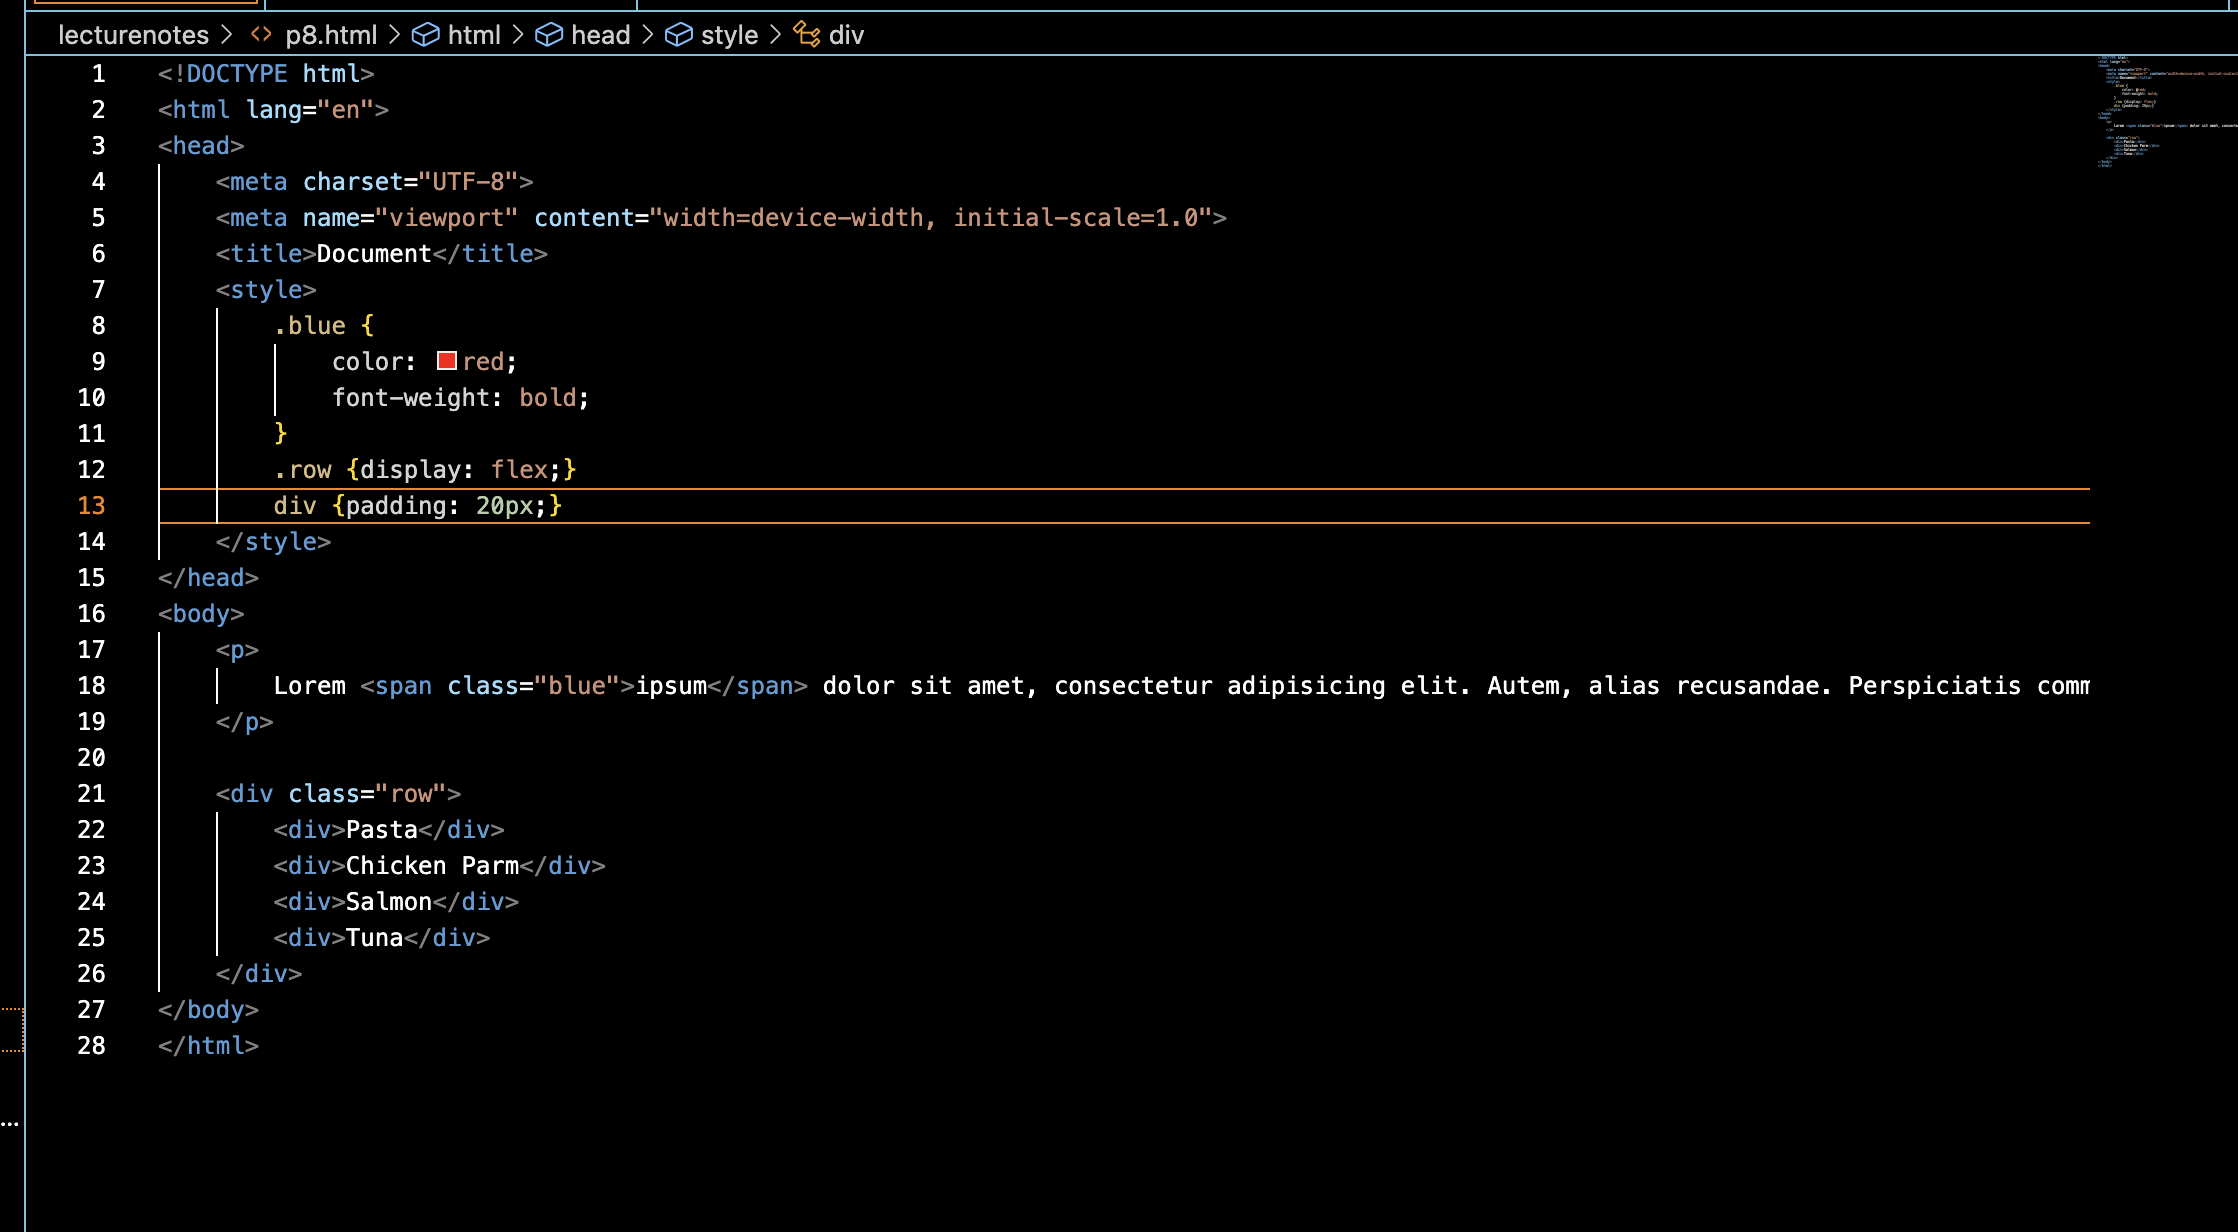 lecturenotes > <> p8.html > html > head > style > div
1 <!DOCTYPE html>
2 <html lang="en">
3 <head>
4     <meta charset="UTF-8">
5     <meta name="viewport" content="width=device-width, initial-scale=1.0">
6     <title>Document</title>
7     <style>
8         .blue {
9             color: red;
10             font-weight: bold;
11         }
12         .row {display: flex;}
13         div {padding: 20px;}
14     </style>
15 </head>
16 <body>
17     <p>
18         Lorem <span class="blue">ipsum</span> dolor sit amet, consectetur adipisicing elit. Autem, alias recusandae. Perspiciatis comm
19     </p>
20
21     <div class="row">
22         <div>Pasta</div>
23         <div>Chicken Parm</div>
24         <div>Salmon</div>
25         <div>Tuna</div>
26     </div>
27 </body>
28 </html>
...